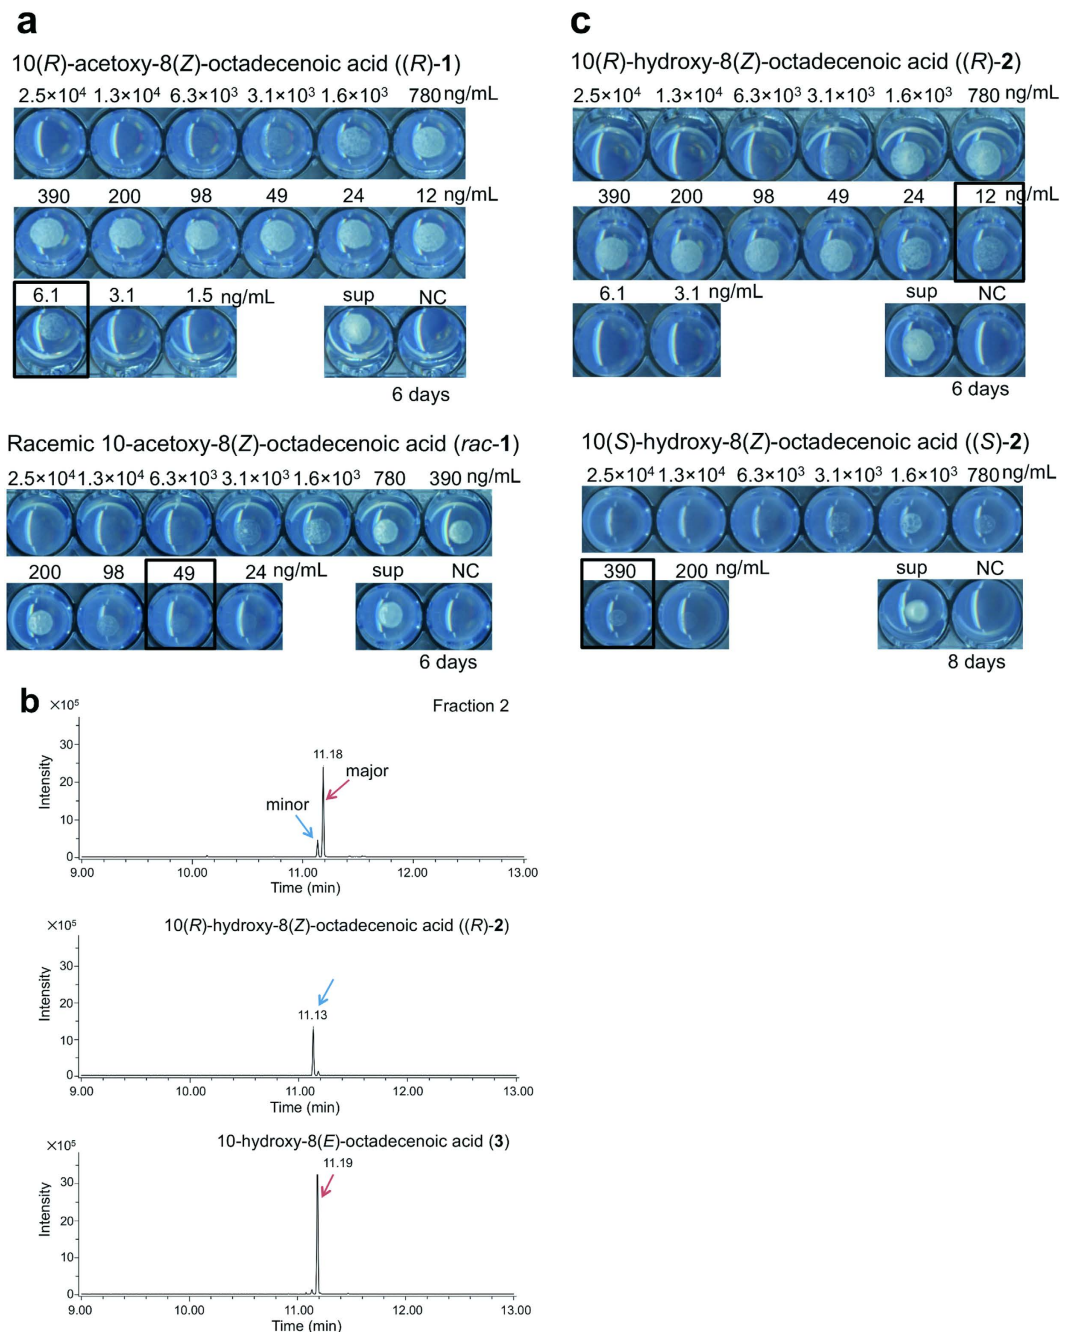 a
10(R)-acetoxy-8(Z)-octadecenoic acid ((R)-1)
2.5×10⁴ 1.3×10⁴ 6.3×10³ 3.1×10³ 1.6×10³ 780 ng/mL
390 200 98 49 24 12 ng/mL
6.1 3.1 1.5 ng/mL sup NC
6 days
Racemic 10-acetoxy-8(Z)-octadecenoic acid (rac-1)
2.5×10⁴ 1.3×10⁴ 6.3×10³ 3.1×10³ 1.6×10³ 780 390 ng/mL
200 98 49 24 ng/mL sup NC
6 days
c
10(R)-hydroxy-8(Z)-octadecenoic acid ((R)-2)
2.5×10⁴ 1.3×10⁴ 6.3×10³ 3.1×10³ 1.6×10³ 780 ng/mL
390 200 98 49 24 12 ng/mL
6.1 3.1 ng/mL sup NC
6 days
10(S)-hydroxy-8(Z)-octadecenoic acid ((S)-2)
2.5×10⁴ 1.3×10⁴ 6.3×10³ 3.1×10³ 1.6×10³ 780 ng/mL
390 200 ng/mL sup NC
8 days
b
×10⁵
Fraction 2
Intensity
30
20
10
0
11.18
major
minor
9.00 10.00 11.00 12.00 13.00
Time (min)
10(R)-hydroxy-8(Z)-octadecenoic acid ((R)-2)
×10⁵
Intensity
30
20
10
0
11.13
9.00 10.00 11.00 12.00 13.00
Time (min)
10-hydroxy-8(E)-octadecenoic acid (3)
×10⁵
Intensity
30
20
10
0
11.19
9.00 10.00 11.00 12.00 13.00
Time (min)